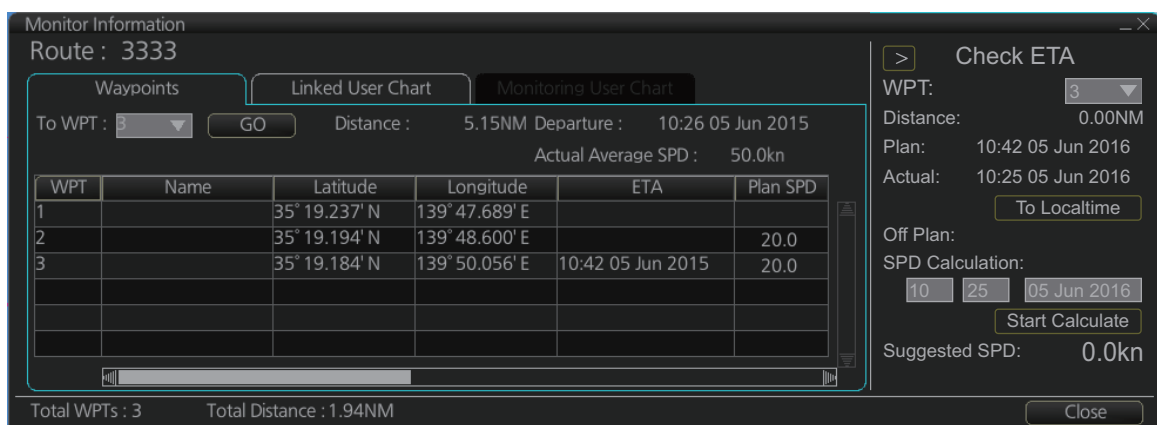 Monitor Information
Route : 3333
Waypoints Linked User Chart Monitoring User Chart
To WPT : 3 GO Distance : 5.15NM Departure : 10:26 05 Jun 2015
Actual Average SPD : 50.0kn
WPT Name Latitude Longitude ETA Plan SPD
1 35° 19.237' N 139° 47.689' E
2 35° 19.194' N 139° 48.600' E 20.0
3 35° 19.184' N 139° 50.056' E 10:42 05 Jun 2015 20.0
Total WPTs : 3 Total Distance : 1.94NM
> Check ETA
WPT: 3
Distance: 0.00NM
Plan: 10:42 05 Jun 2016
Actual: 10:25 05 Jun 2016
To Localtime
Off Plan:
SPD Calculation:
10 25 05 Jun 2016
Start Calculate
Suggested SPD: 0.0kn
Close